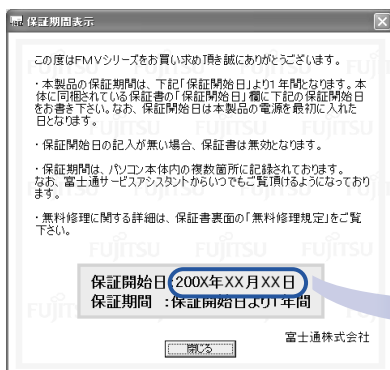 保証期間表示
この度はFMVシリーズをお買い求め頂き誠にありがとうございます。
・本製品の保証期間は、下記「保証開始日」より1年間となります。本
体に同梱されている保証書の「保証開始日」欄に下記の保証開始日
をお書き下さい。なお、保証開始日は本製品の電源を最初に入れた
日となります。
・保証開始日の記入が無い場合、保証書は無効となります。
・保証期間は、パソコン本体内の複数箇所に記録されております。
なお、富士通サービスアシスタントからいつでもご覧頂けるようになっており
ます。
・無料修理に関する詳細は、保証書裏面の「無料修理規定」をご覧
下さい。
保証開始日:200X年XX月XX日
保証期間 :保証開始日より1年間
富士通株式会社
閉じる